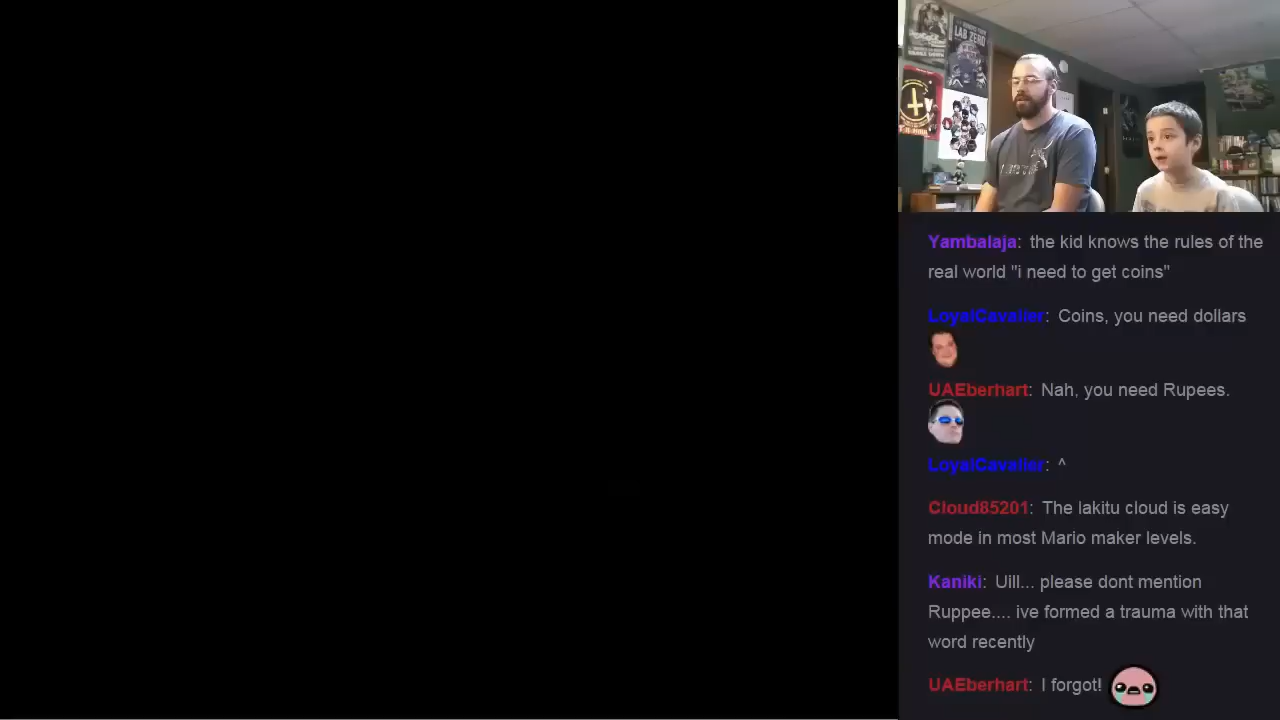 LAB ZERO
Yambalaja: the kid knows the rules of the
real world "i need to get coins"
LoyalCavalier: Coins, you need dollars
UAEberhart: Nah, you need Rupees.
LoyalCavalier: ^
Cloud85201: The lakitu cloud is easy
mode in most Mario maker levels.
Kaniki: Uill... please dont mention
Ruppee.... ive formed a trauma with that
word recently
UAEberhart: I forgot!